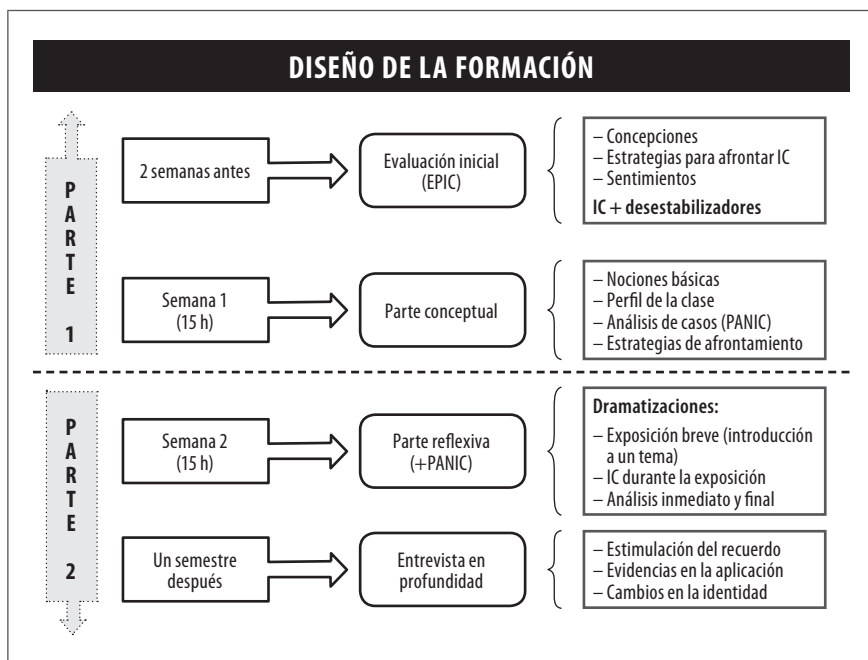 DISEÑO DE LA FORMACIÓN
PARTE 1
2 semanas antes
Evaluación inicial
(EPIC)
– Concepciones
– Estrategias para afrontar IC
– Sentimientos
IC + desestabilizadores
Semana 1
(15 h)
Parte conceptual
– Nociones básicas
– Perfil de la clase
– Análisis de casos (PANIC)
– Estrategias de afrontamiento
PARTE 2
Semana 2
(15 h)
Parte reflexiva
(+PANIC)
Dramatizaciones:
– Exposición breve (introducción
a un tema)
– IC durante la exposición
– Análisis inmediato y final
Un semestre
después
Entrevista en
profundidad
– Estimulación del recuerdo
– Evidencias en la aplicación
– Cambios en la identidad